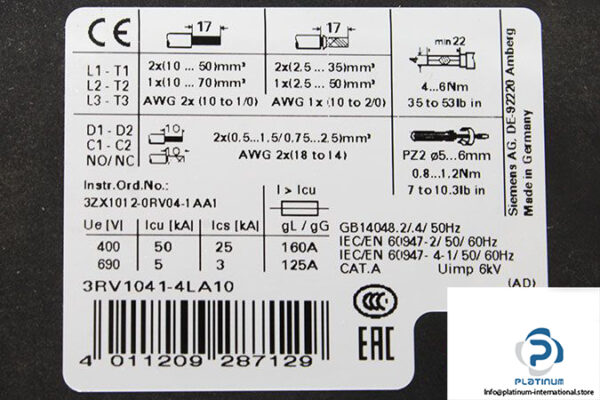 CE
17
17
min 22
4
L1 - T1
L2 - T2
L3 - T3
2x(10 ... 50)mm²
1x(10 ... 70)mm²
AWG 2x (10 to 1/0)
2x(2.5 ... 35)mm²
1x(2.5 ... 50)mm²
AWG 1x (10 to 2/0)
4...6Nm
35 to 53lb in
D1 - D2
C1 - C2
NO/ NC
10
10
2x(0.5...1.5/0.75...2.5)mm²
AWG 2x(18 to 14)
PZ2 ø5...6mm
0.8...1.2Nm
7 to 10.3lb in
Siemens AG, DE-92220 Amberg
Made in Germany
Instr.Ord.No.:
3ZX1012-0RV04-1AA1
I > Icu
Ue [V] Icu [kA] Ics [kA] gL / gG
400 50 25 160A
690 5 3 125A
GB14048.2/.4/ 50Hz
IEC/EN 60947-2/ 50/ 60Hz
IEC/EN 60947- 4-1/ 50/ 60Hz
CAT.A Uimp 6kV
3RV1041-4LA10
(AD)
4 011209 287129
CCC
EAC
PLATINUM
Info@platinum-international.store